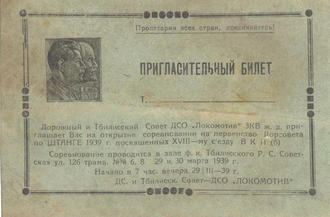 Пролетарии всех стран, соединяйтесь!
ПРИГЛАСИТЕЛЬНЫЙ БИЛЕТ
Т.
Дорожный и Тбилисский Совет ДСО „ЛОКОМОТИВ" ЗКВ ж. д. при-
глашает Вас на открытие соревнования на первенство Дорсовета
по ШТАНГЕ 1939 г. посвященных XVIII—му с'езду В К П (б)
Соревнование проводится в зале ф. к. Тбилисского Р. С. Совет-
ская ул. 126 трама. №№ 6, 8 29 и 30 марта 1939 г.
Начало в 7 час. вечера 29/III—39 г.
ДС. и Тбилисск. Совет—ДСО „ЛОКОМОТИВ"